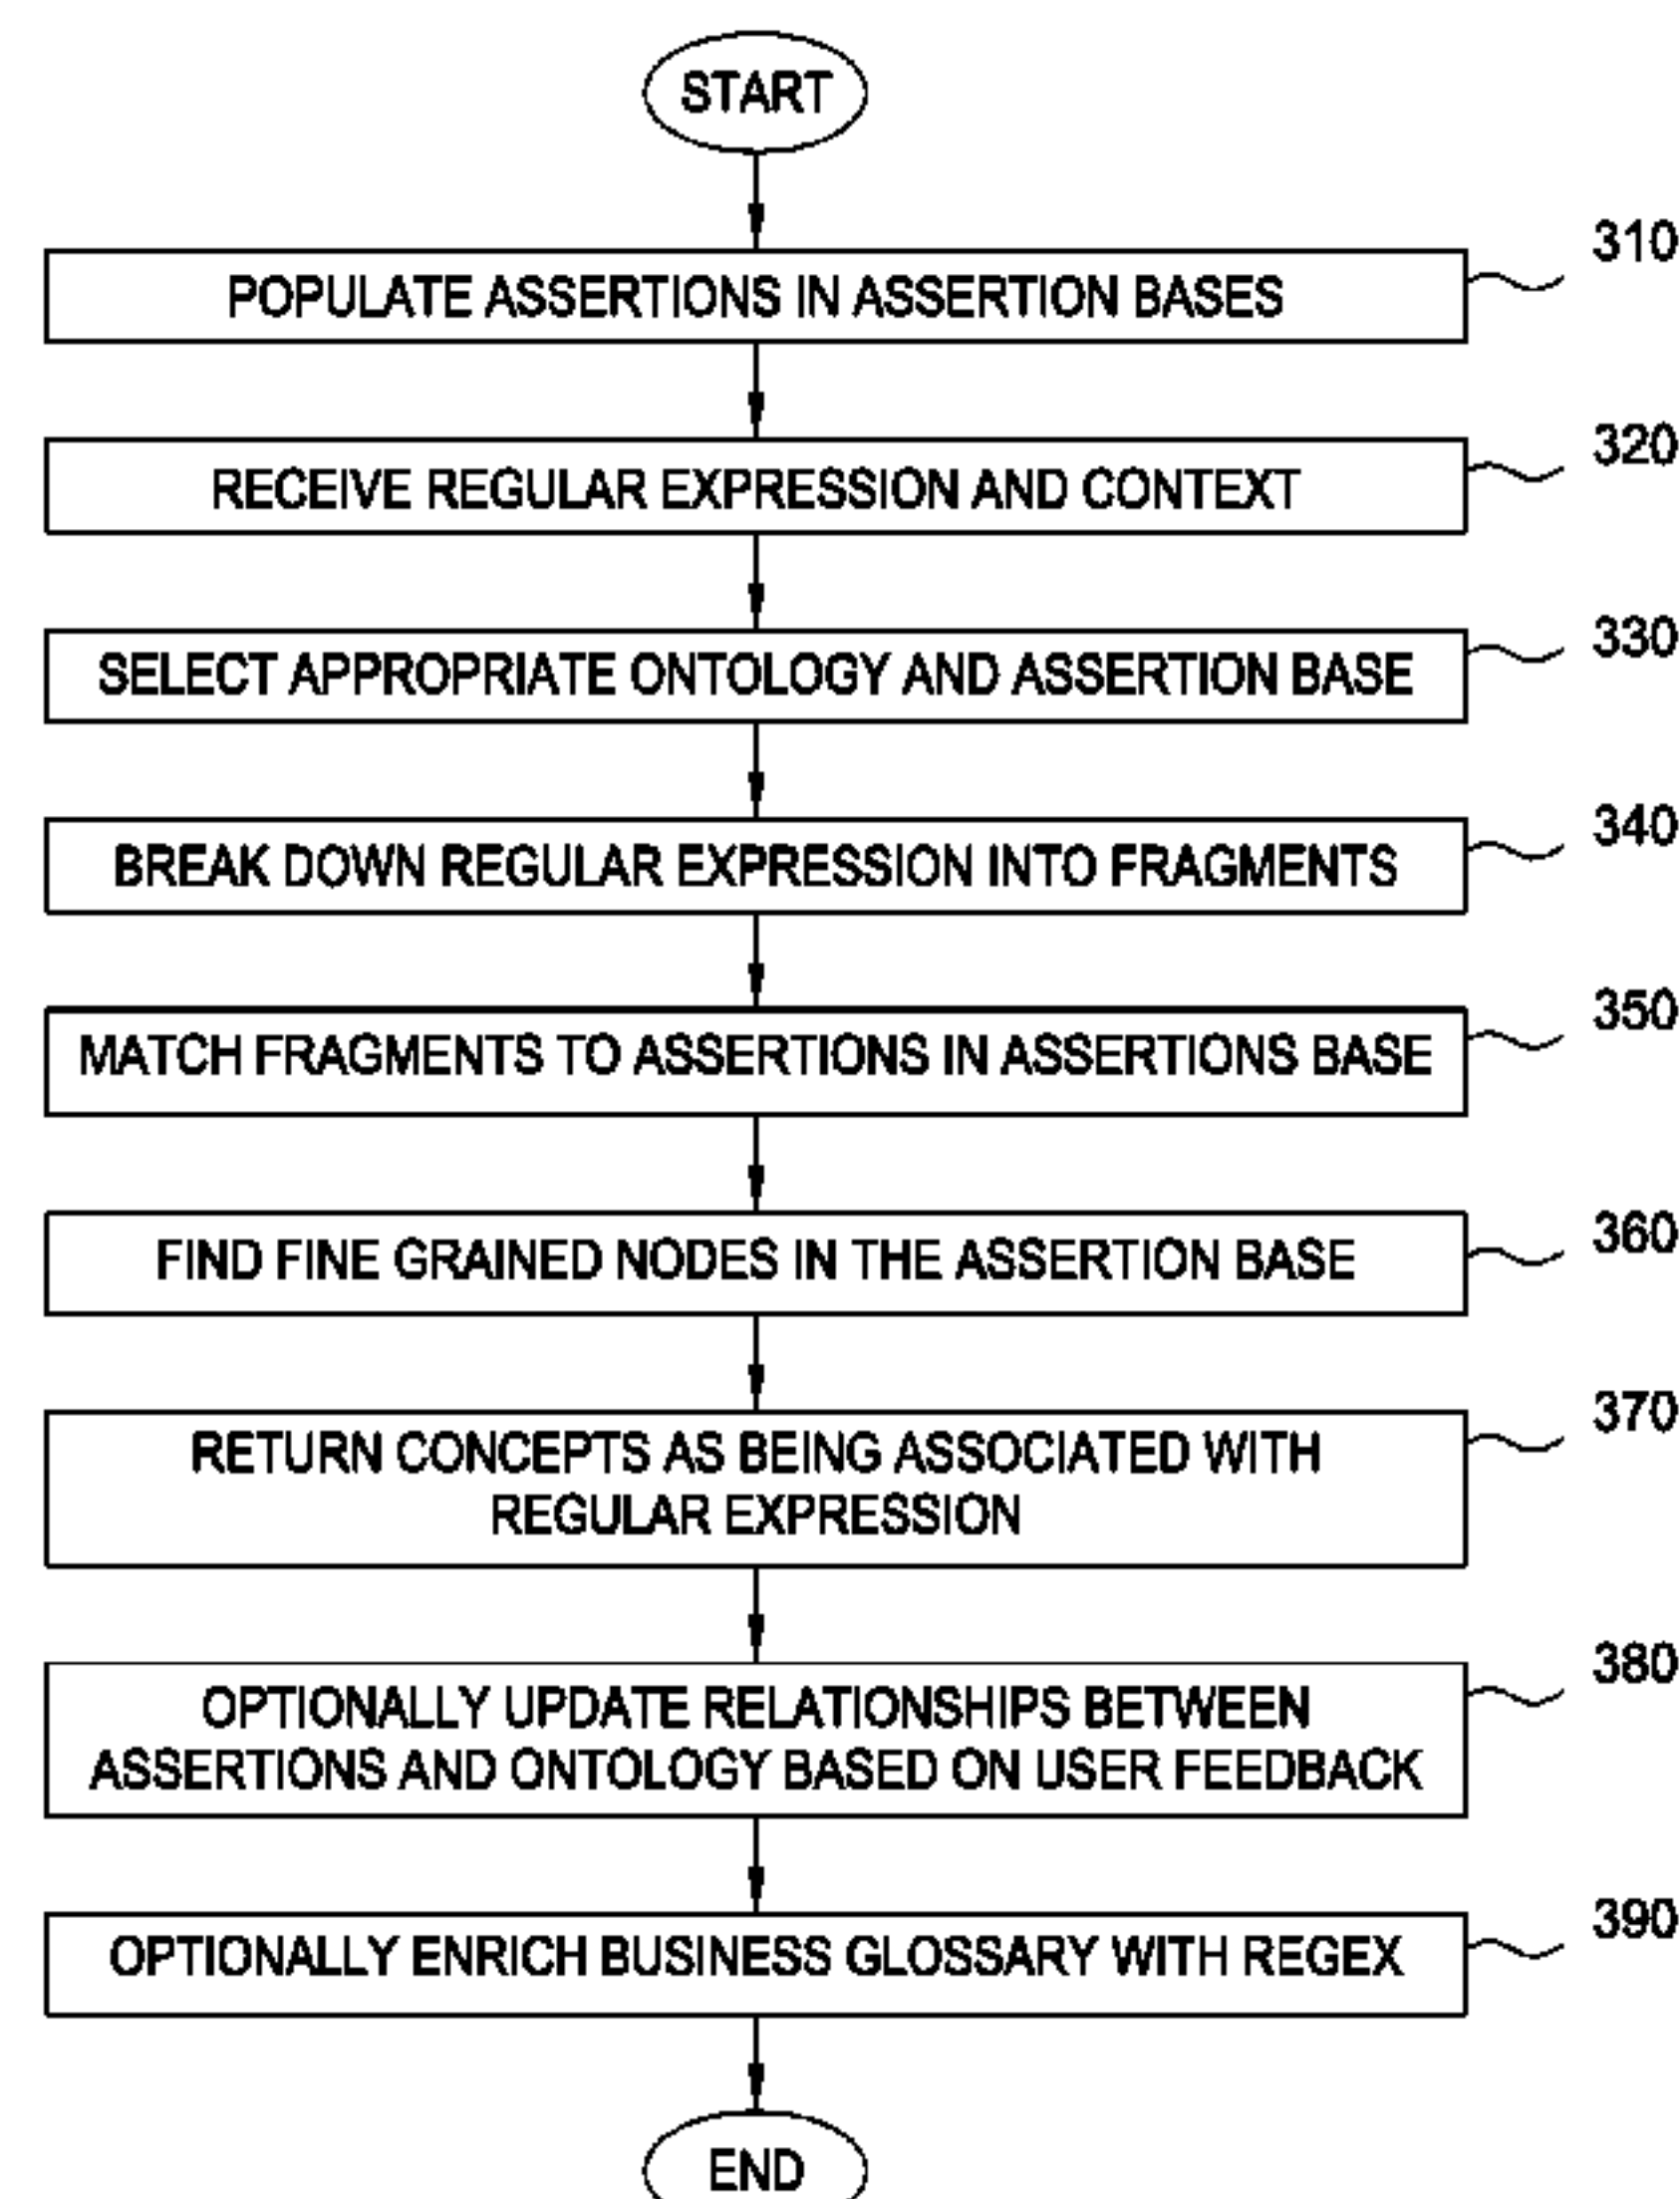 START
310
POPULATE ASSERTIONS IN ASSERTION BASES
320
RECEIVE REGULAR EXPRESSION AND CONTEXT
330
SELECT APPROPRIATE ONTOLOGY AND ASSERTION BASE
340
BREAK DOWN REGULAR EXPRESSION INTO FRAGMENTS
350
MATCH FRAGMENTS TO ASSERTIONS IN ASSERTIONS BASE
360
FIND FINE GRAINED NODES IN THE ASSERTION BASE
370
RETURN CONCEPTS AS BEING ASSOCIATED WITH
REGULAR EXPRESSION
380
OPTIONALLY UPDATE RELATIONSHIPS BETWEEN
ASSERTIONS AND ONTOLOGY BASED ON USER FEEDBACK
390
OPTIONALLY ENRICH BUSINESS GLOSSARY WITH REGEX
END